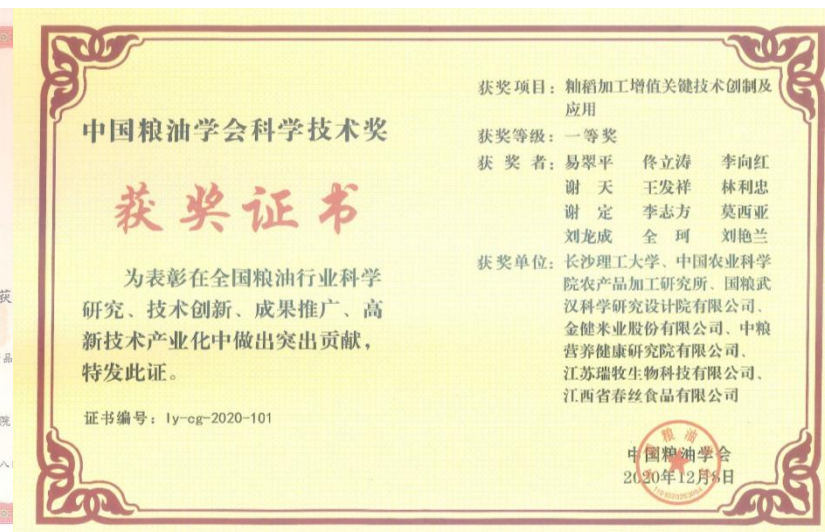 中国粮油学会科学技术奖
获奖证书
为表彰在全国粮油行业科学
研究、技术创新、成果推广、高
新技术产业化中做出突出贡献，
特发此证。
证书编号：ly-cg-2020-101
获奖项目：籼稻加工增值关键技术创制及
应用
获奖等级：一等奖
获 奖 者：易翠平 佟立涛 李向红
谢 天 王发祥 林利忠
谢 定 李志方 莫西亚
刘龙成 全 珂 刘艳兰
获奖单位：长沙理工大学、中国农业科学
院农产品加工研究所、国粮武
汉科学研究设计院有限公司、
金健米业股份有限公司、中粮
营养健康研究院有限公司、
江苏瑞牧生物科技有限公司、
江西省春丝食品有限公司
中国粮油学会
2020年12月8日
获
品
院